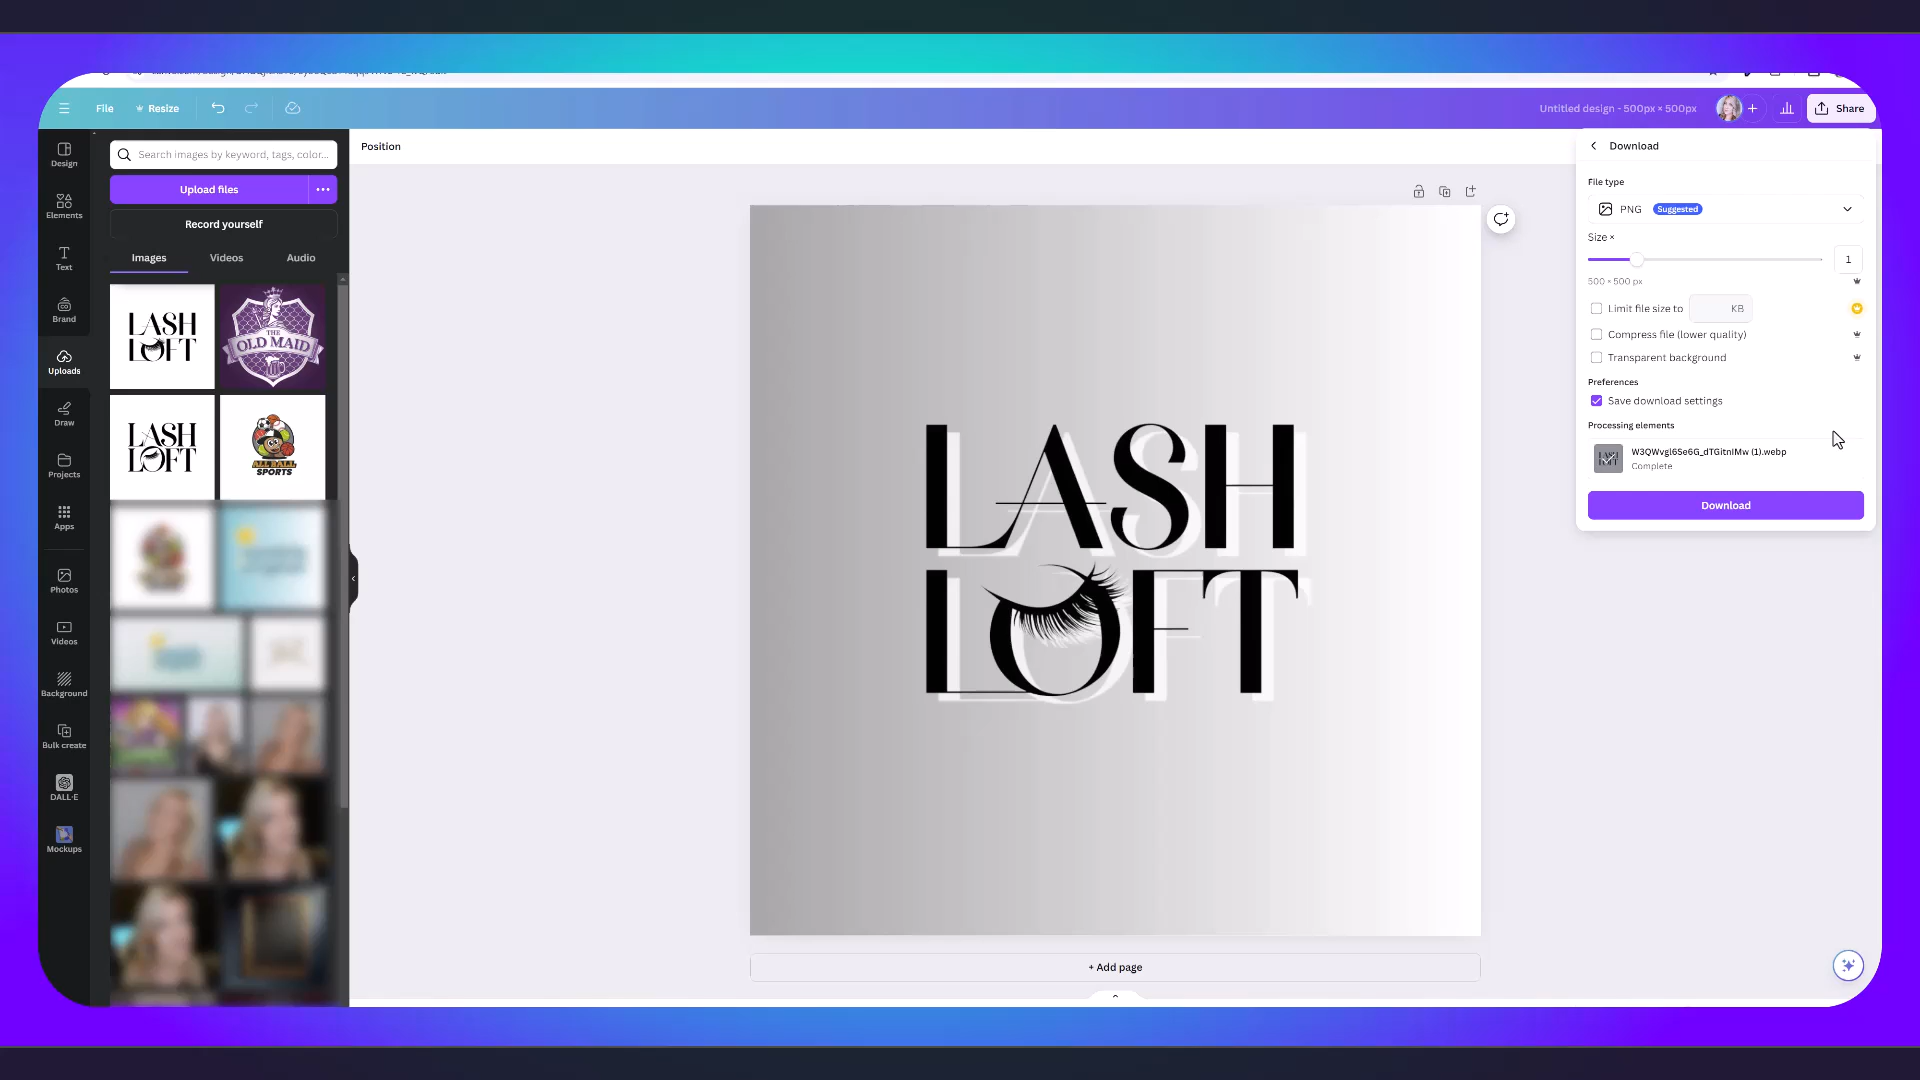 File
Resize
Untitled design - 500px × 500px
Share
Design
Elements
Text
Brand
Uploads
Draw
Projects
Apps
Photos
Videos
Background
Bulk create
DALL·E
Mockups
Search images by keyword, tags, color...
Upload files
Record yourself
Images
Videos
Audio
LASH
LOFT
THE
OLD MAID
LASH
LOFT
ALL BALL
SPORTS
Position
LASH
LOFT
+ Add page
Download
File type
PNG
Suggested
Size ×
1
500 × 500 px
Limit file size to
KB
Compress file (lower quality)
Transparent background
Preferences
Save download settings
Processing elements
W3QWvgl6Se6G_dTGitnIMw (1).webp
Complete
Download